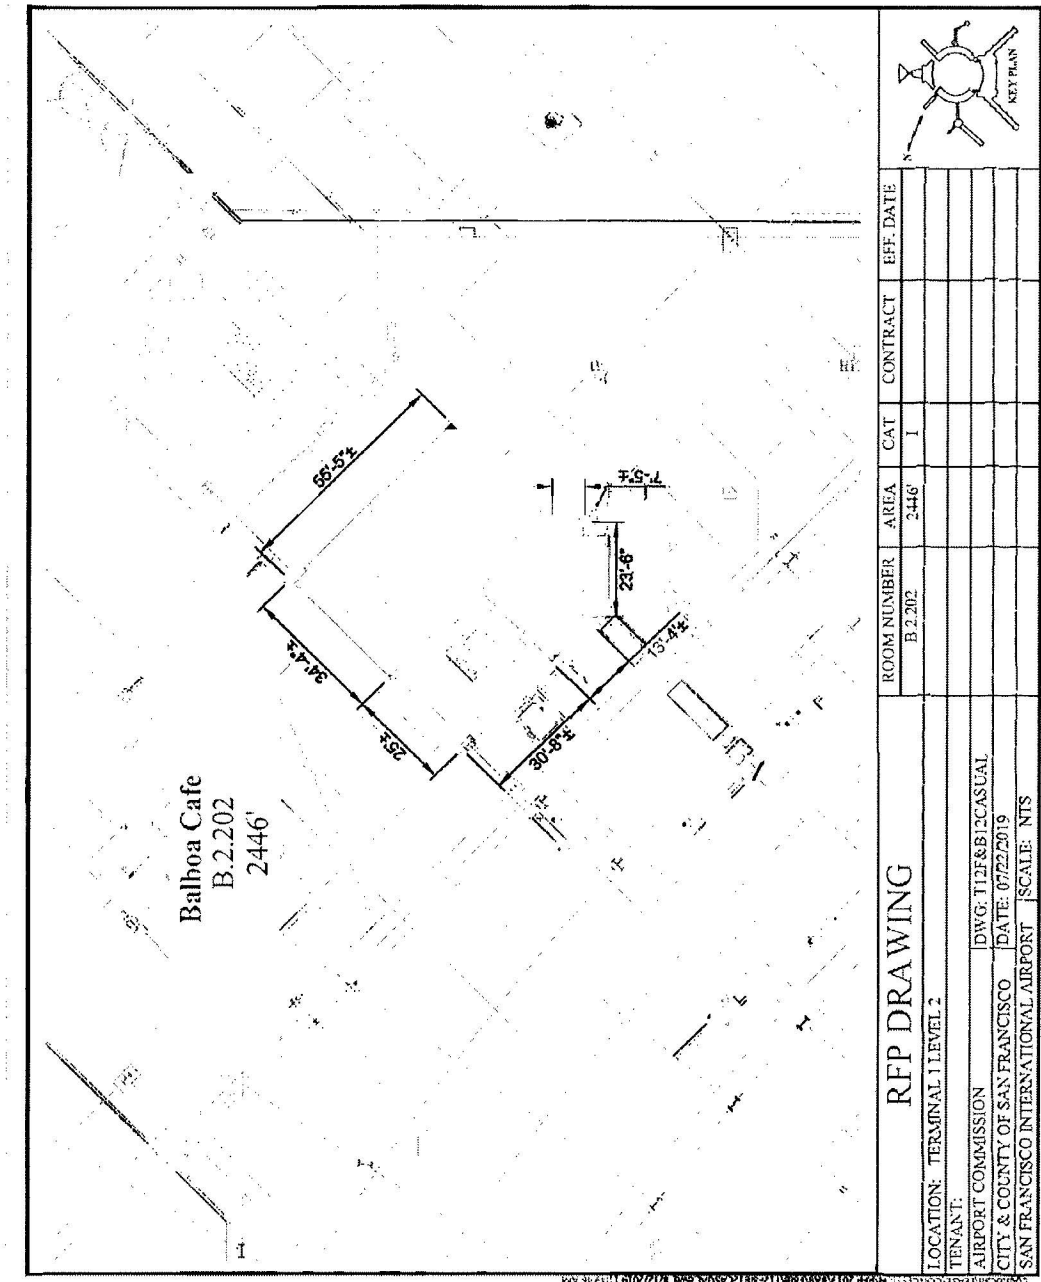 Balboa Cafe
B.2.202
2446'
55'-5"±
34'-4"±
25'±
30'-8"±
13'-4"±
23'-6"
7'-5"±
RFP DRAWING
LOCATION: TERMINAL 1 LEVEL 2
TENANT:
AIRPORT COMMISSION
DWG: T12F&B12CASUAL
CITY & COUNTY OF SAN FRANCISCO
DATE: 07/22/2019
SAN FRANCISCO INTERNATIONAL AIRPORT
SCALE: NTS
ROOM NUMBER AREA CAT CONTRACT EFF. DATE
B.2.202 2446' I
N
KEY PLAN